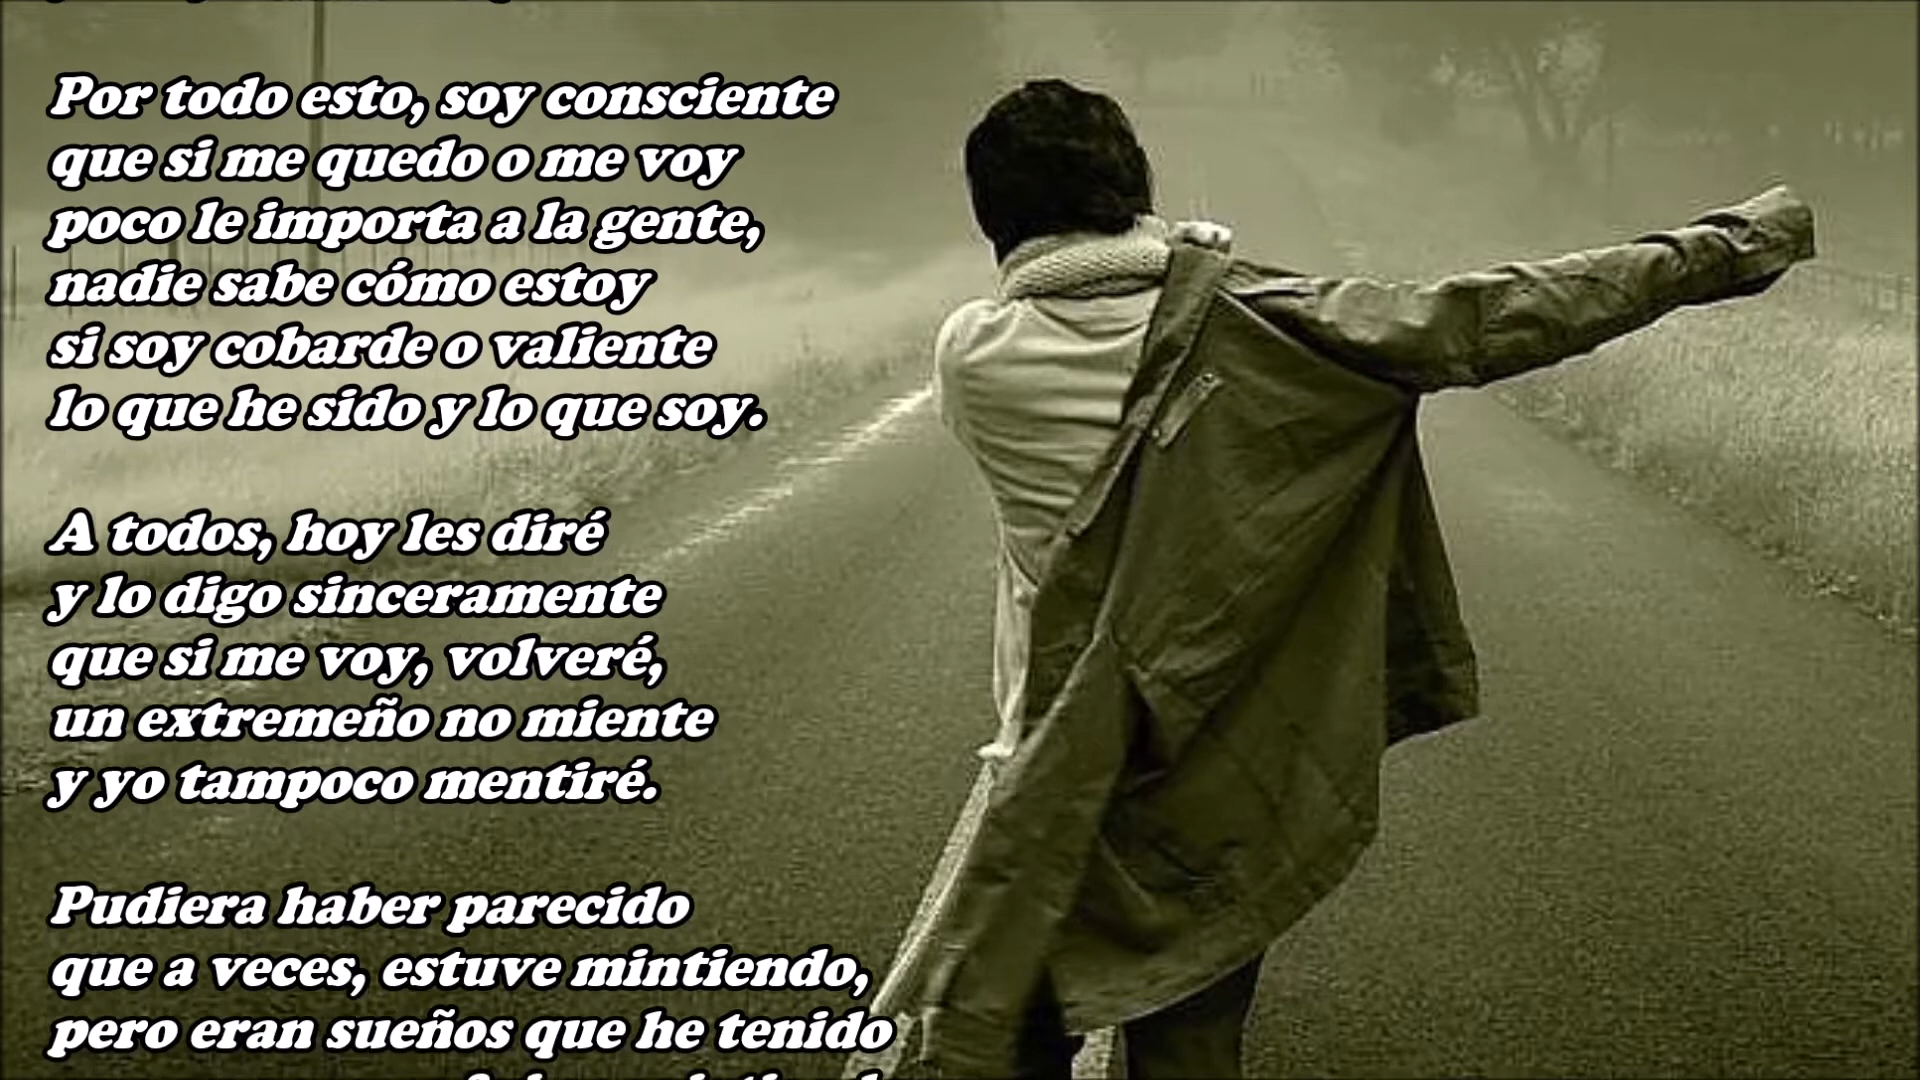 Por todo esto, soy consciente
que si me quedo o me voy
poco le importa a la gente,
nadie sabe cómo estoy
si soy cobarde o valiente
lo que he sido y lo que soy.
A todos, hoy les diré
y lo digo sinceramente
que si me voy, volveré,
un extremeño no miente
y yo tampoco mentiré.
Pudiera haber parecido
que a veces, estuve mintiendo,
pero eran sueños que he tenido